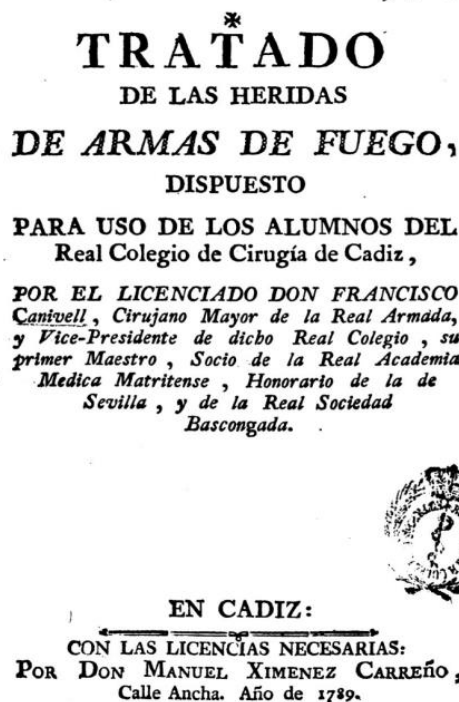 TRATADO
DE LAS HERIDAS
DE ARMAS DE FUEGO,
DISPUESTO
PARA USO DE LOS ALUMNOS DEL
Real Colegio de Cirugía de Cadiz,
POR EL LICENCIADO DON FRANCISCO
Canivell, Cirujano Mayor de la Real Armada,
y Vice-Presidente de dicho Real Colegio, su
primer Maestro, Socio de la Real Academia
Medica Matritense, Honorario de la de
Sevilla, y de la Real Sociedad
Bascongada.
EN CADIZ:
CON LAS LICENCIAS NECESARIAS:
POR DON MANUEL XIMENEZ CARREÑO,
Calle Ancha. Año de 1789.